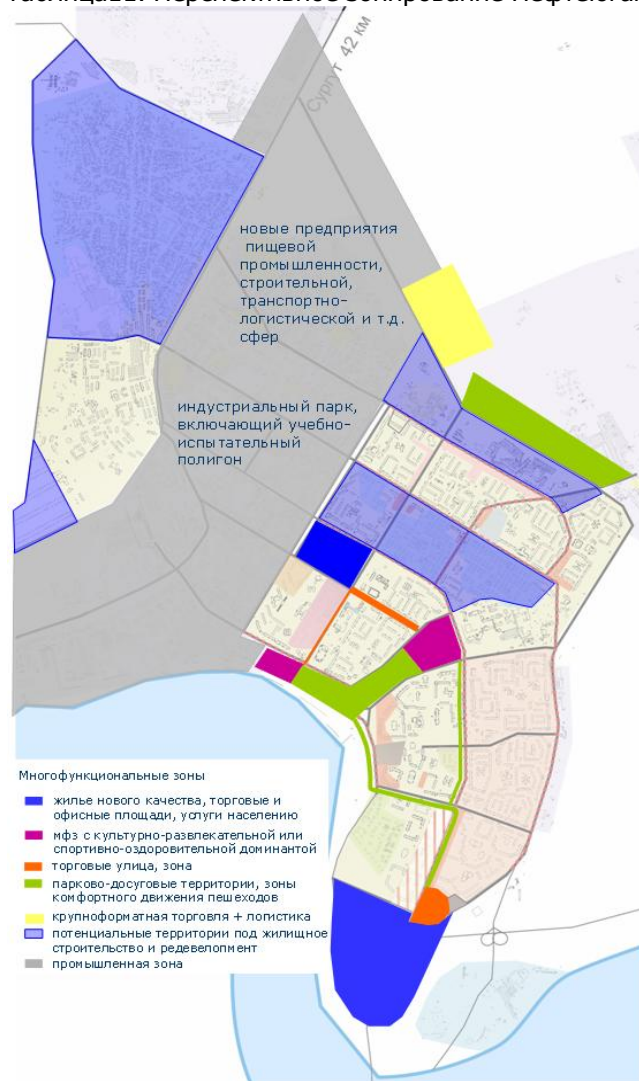 Сургут 42 км
новые предприятия
пищевой
промышленности,
строительной,
транспортно-
логистической и т.д.
сфер
индустриальный парк,
включающий учебно-
испытательный
полигон
Многофункциональные зоны
жилье нового качества, торговые и
офисные площади, услуги населению
мфз с культурно-развлекательной или
спортивно-оздоровительной доминантой
торговые улица, зона
парково-досуговые территории, зоны
комфортного движения пешеходов
крупноформатная торговля + логистика
потенциальные территории под жилищное
строительство и редевелопмент
промышленная зона